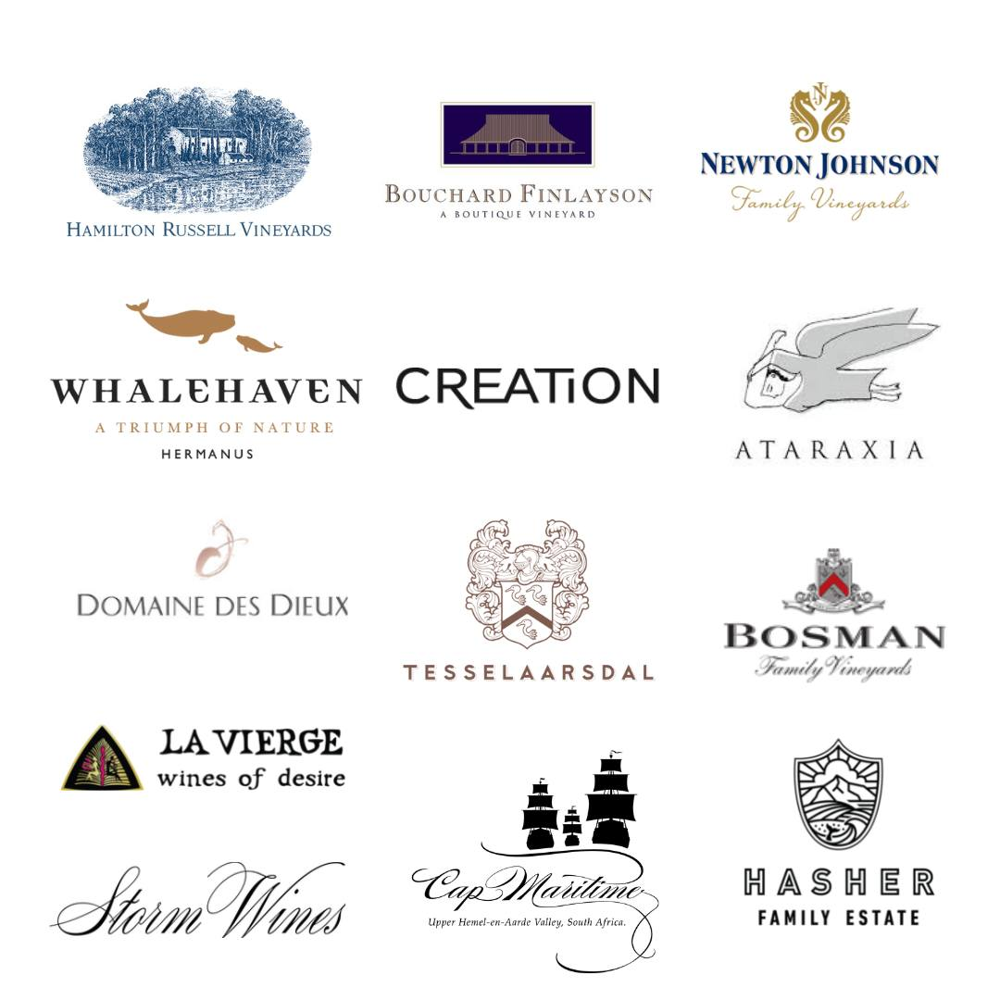 HAMILTON RUSSELL VINEYARDS
BOUCHARD FINLAYSON
A BOUTIQUE VINEYARD
NJ
NEWTON JOHNSON
Family Vineyards
WHALEHAVEN
A TRIUMPH OF NATURE
HERMANUS
CREATiON
ATARAXIA
DOMAINE DES DIEUX
TESSELAARSDAL
BOSMAN
Family Vineyards
LA VIERGE
wines of desire
Storm Wines
Cap Maritime
Upper Hemel-en-Aarde Valley, South Africa.
HASHER
FAMILY ESTATE